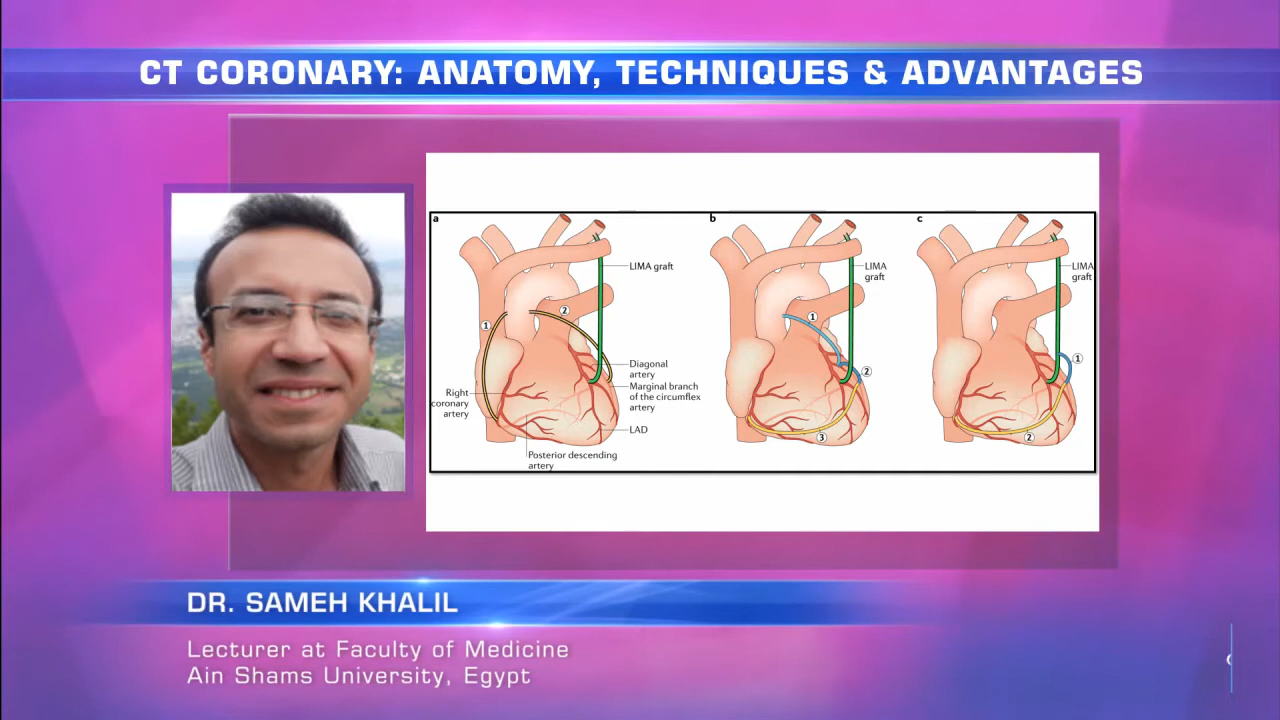 CT CORONARY: ANATOMY, TECHNIQUES & ADVANTAGES
a
LIMA graft
1
2
Diagonal
artery
Marginal branch
of the circumflex
artery
Right
coronary
artery
LAD
Posterior descending
artery
b
LIMA
graft
1
2
3
c
LIMA
graft
1
2
DR. SAMEH KHALIL
Lecturer at Faculty of Medicine
Ain Shams University, Egypt